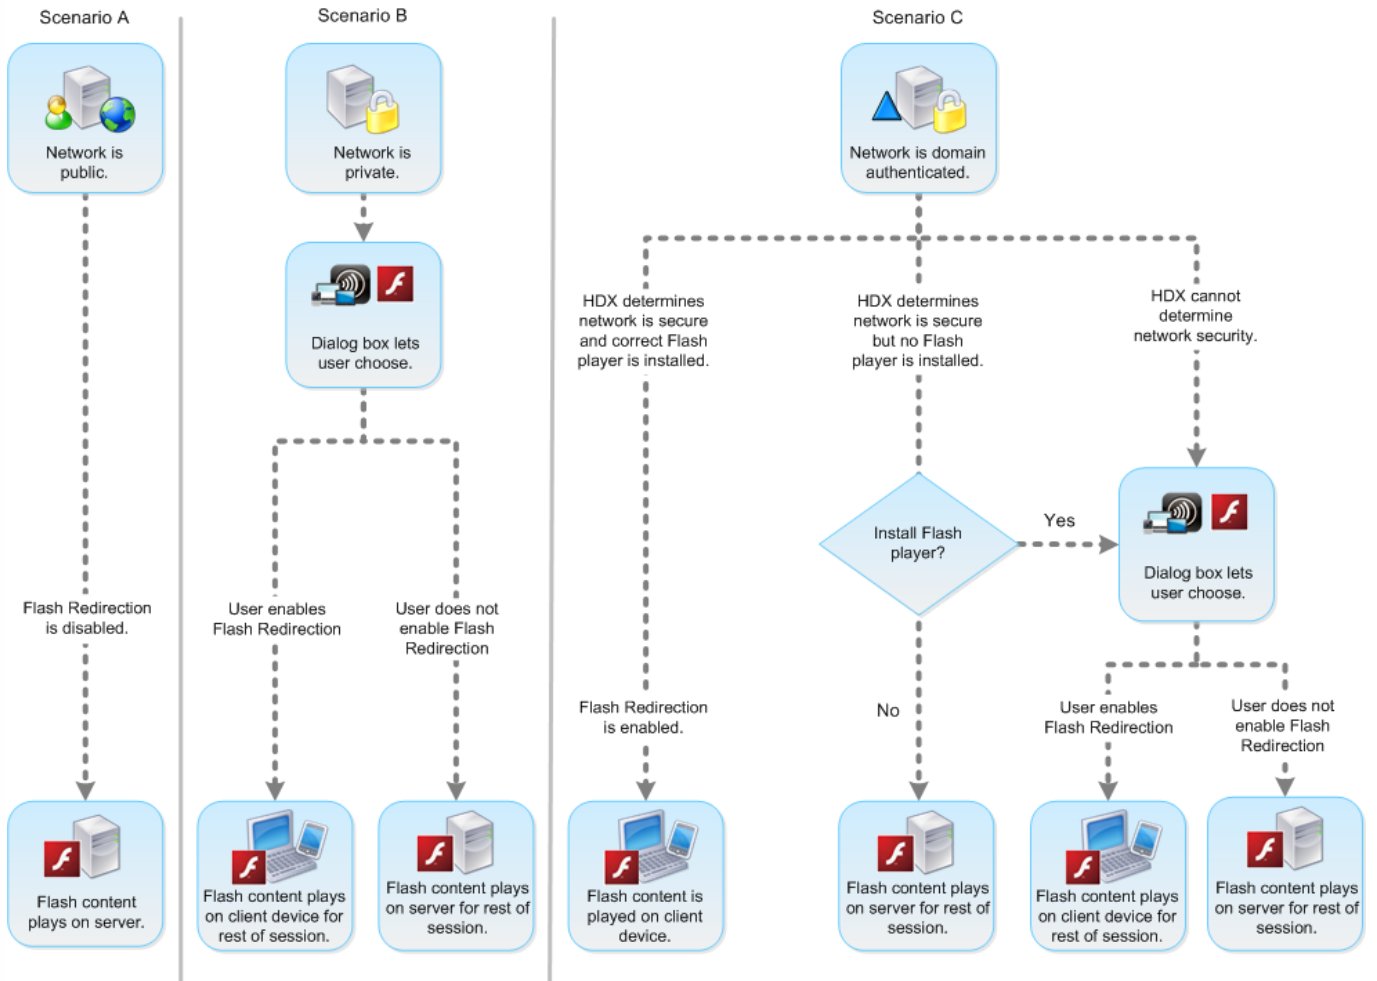 Scenario A
Network is
public.
Flash Redirection
is disabled.
Flash content
plays on server.
Scenario B
Network is
private.
Dialog box lets
user choose.
User enables
Flash Redirection
User does not
enable Flash
Redirection
Flash content plays
on client device for
rest of session.
Flash content plays
on server for rest of
session.
Scenario C
Network is domain
authenticated.
HDX determines
network is secure
and correct Flash
player is installed.
HDX determines
network is secure
but no Flash
player is installed.
HDX cannot
determine
network security.
Install Flash
player?
Yes
Dialog box lets
user choose.
Flash Redirection
is enabled.
No
User enables
Flash Redirection
User does not
enable Flash
Redirection
Flash content is
played on client
device.
Flash content plays
on server for rest of
session.
Flash content plays
on client device for
rest of session.
Flash content plays
on server for rest of
session.